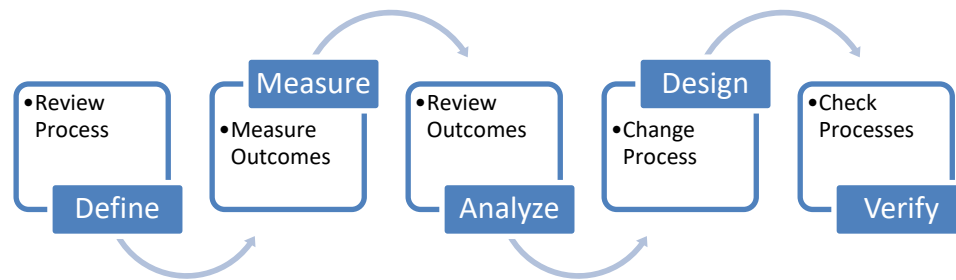 •Review
Process
Define
Measure
•Measure
Outcomes
•Review
Outcomes
Analyze
Design
•Change
Process
•Check
Processes
Verify